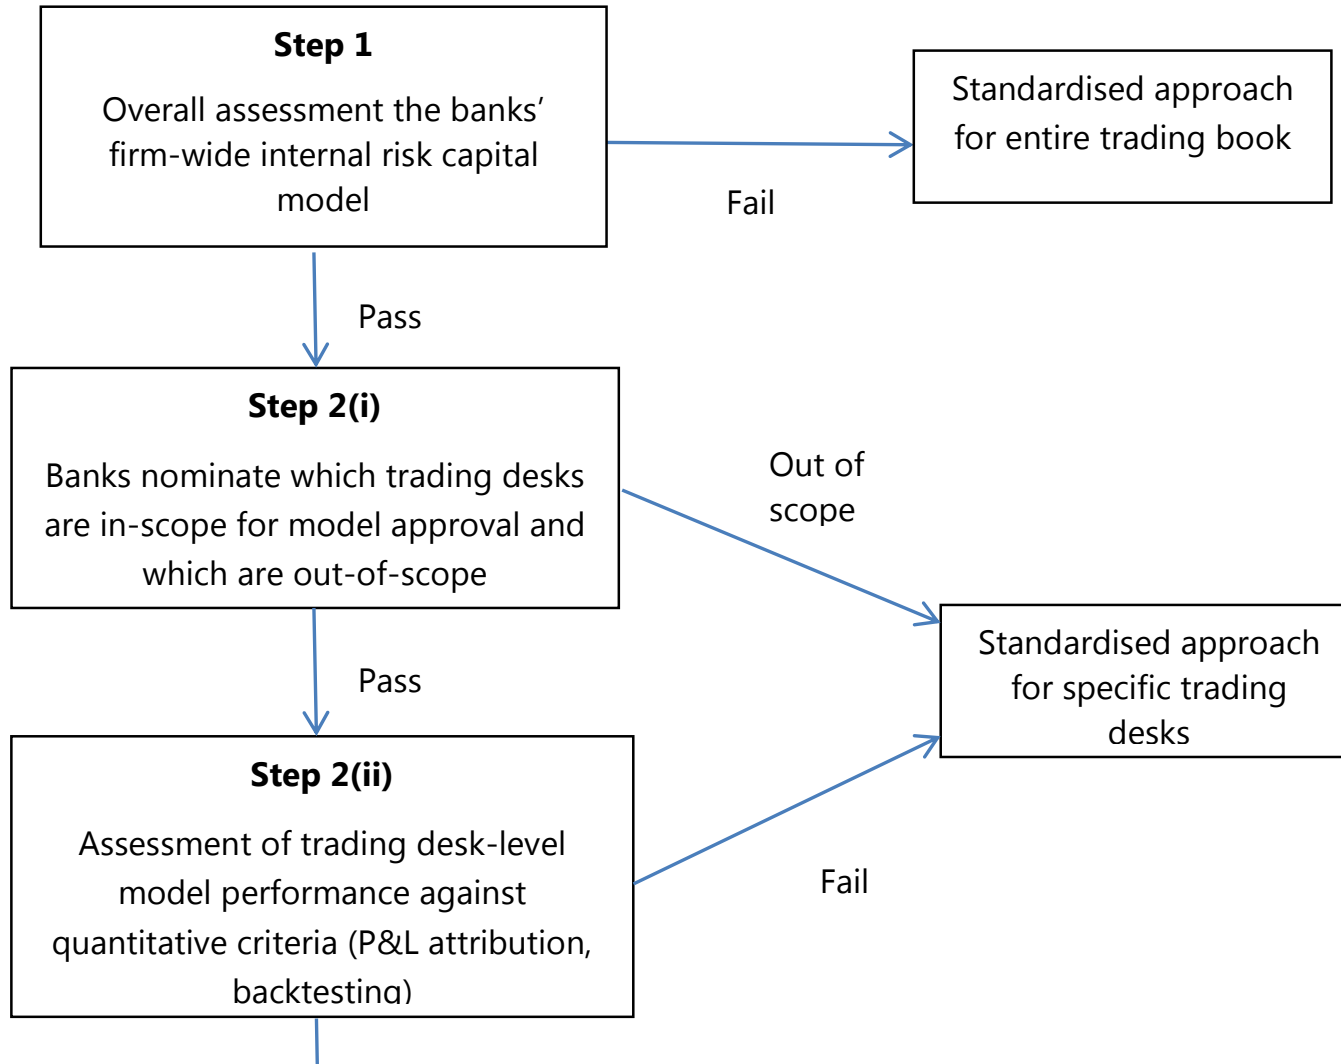 Step 1
Overall assessment the banks’
firm-wide internal risk capital
model
Standardised approach
for entire trading book
Fail
Pass
Step 2(i)
Banks nominate which trading desks
are in-scope for model approval and
which are out-of-scope
Out of
scope
Standardised approach
for specific trading
desks
Pass
Step 2(ii)
Assessment of trading desk-level
model performance against
quantitative criteria (P&L attribution,
backtesting)
Fail